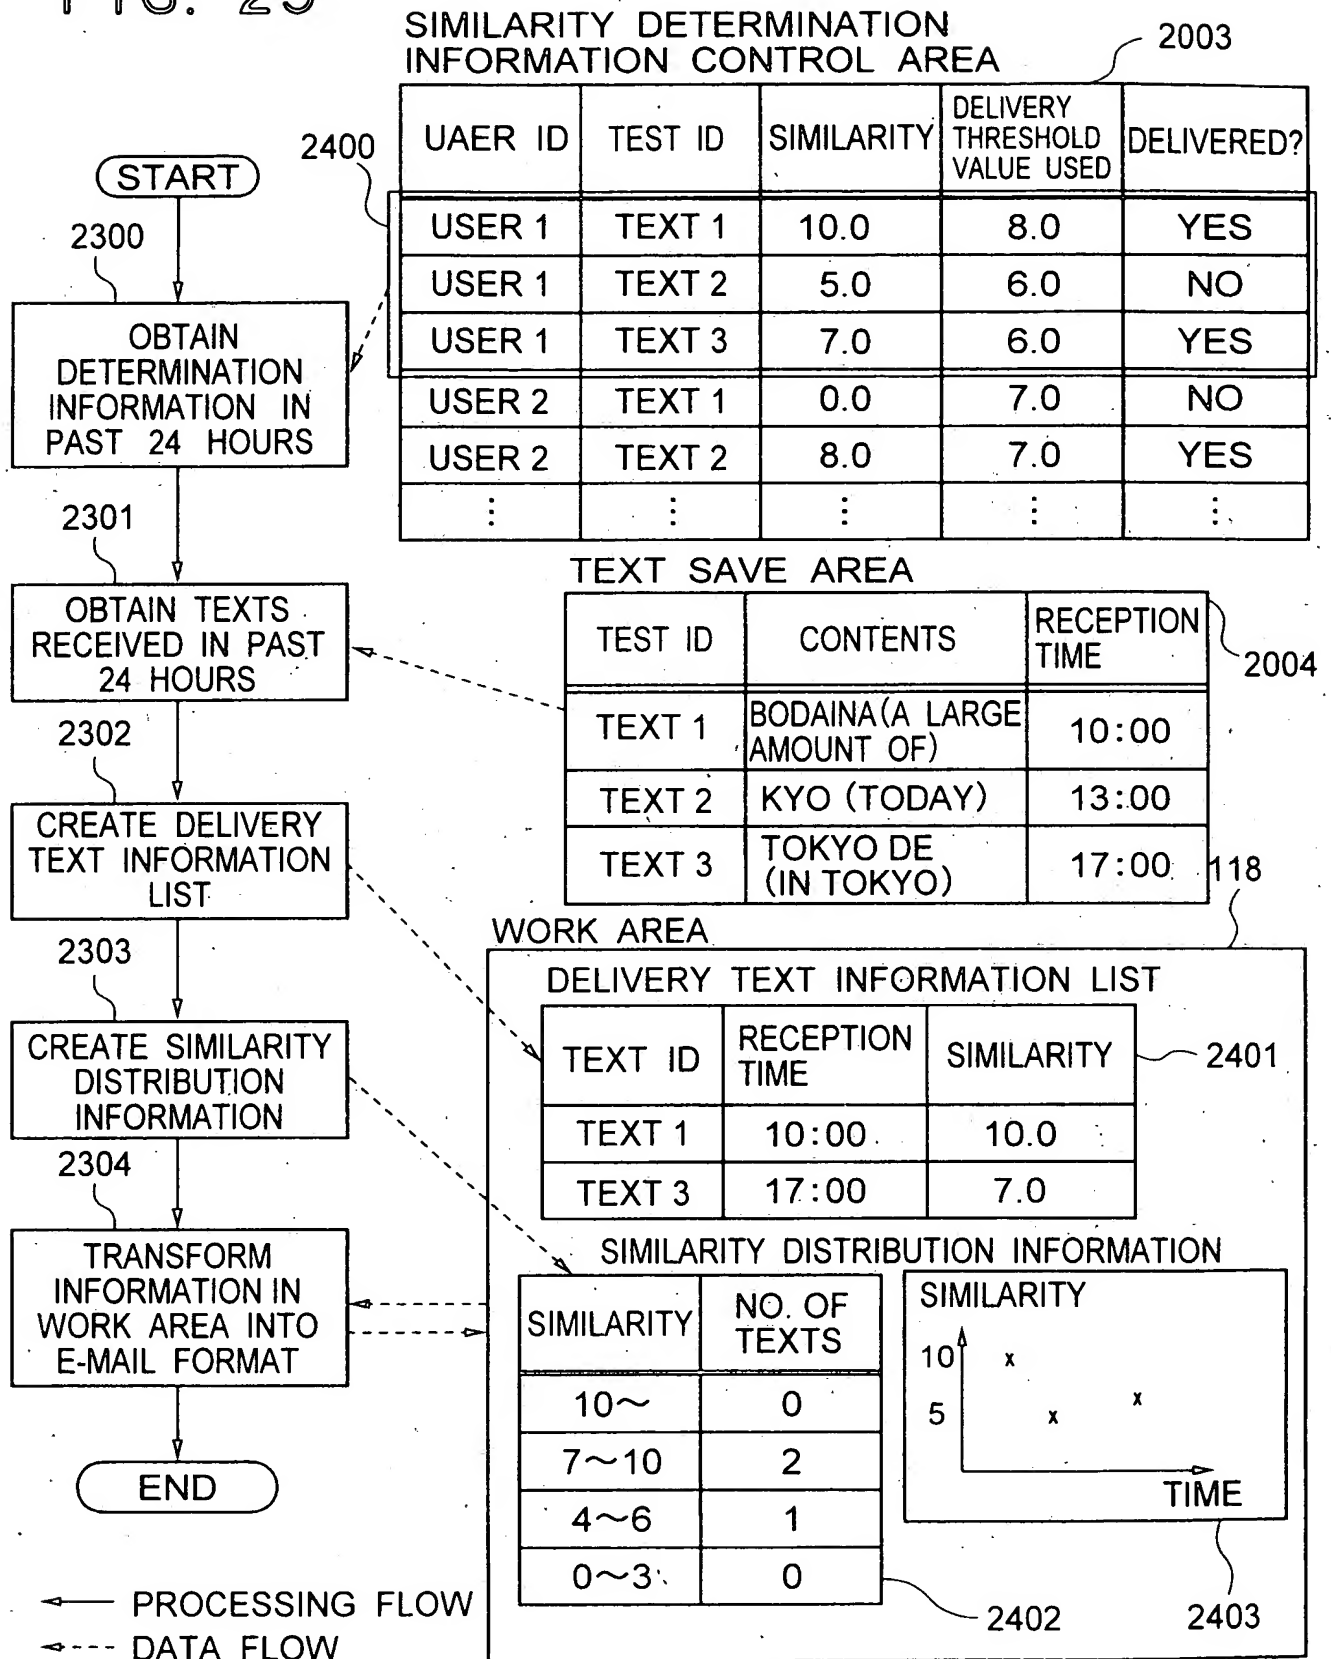 FIG. 23
SIMILARITY DETERMINATION
INFORMATION CONTROL AREA
2003
UAER ID
TEST ID
SIMILARITY
DELIVERY
THRESHOLD
VALUE USED
DELIVERED?
2400
USER 1 TEXT 1 10.0 8.0 YES
USER 1 TEXT 2 5.0 6.0 NO
USER 1 TEXT 3 7.0 6.0 YES
USER 2 TEXT 1 0.0 7.0 NO
USER 2 TEXT 2 8.0 7.0 YES
⋮ ⋮ ⋮ ⋮ ⋮
START
2300
OBTAIN
DETERMINATION
INFORMATION IN
PAST 24 HOURS
2301
OBTAIN TEXTS
RECEIVED IN PAST
24 HOURS
2302
CREATE DELIVERY
TEXT INFORMATION
LIST
2303
CREATE SIMILARITY
DISTRIBUTION
INFORMATION
2304
TRANSFORM
INFORMATION IN
WORK AREA INTO
E-MAIL FORMAT
END
TEXT SAVE AREA
2004
TEST ID
CONTENTS
RECEPTION
TIME
TEXT 1
BODAINA(A LARGE
AMOUNT OF)
10:00
TEXT 2 KYO (TODAY) 13:00
TEXT 3
TOKYO DE
(IN TOKYO)
17:00
118
WORK AREA
DELIVERY TEXT INFORMATION LIST
TEXT ID
RECEPTION
TIME
SIMILARITY
2401
TEXT 1 10:00 10.0
TEXT 3 17:00 7.0
SIMILARITY DISTRIBUTION INFORMATION
SIMILARITY
NO. OF
TEXTS
10~ 0
7~10 2
4~6 1
0~3 0
2402
SIMILARITY
10
5
x x x
TIME
2403
PROCESSING FLOW
DATA FLOW